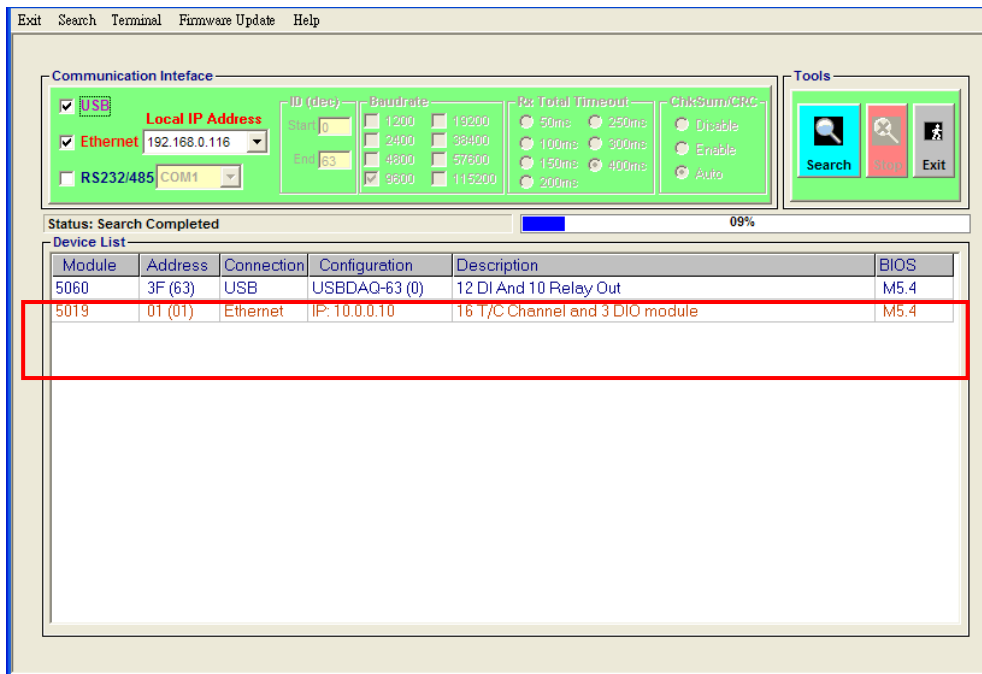 Exit Search Terminal Firmware Update Help
Communication Inteface
Tools
USB
Local IP Address
Ethernet 192.168.0.116
RS232/485 COM1
ID (dec)
Start 0
End 63
Baudrate
1200 19200
2400 38400
4800 57600
9600 115200
Rx Total Timeout
50ms 250ms
100ms 300ms
150ms 400ms
200ms
ChkSum/CRC
Disable
Enable
Auto
Search Stop Exit
Status: Search Completed 09%
Device List
Module Address Connection Configuration Description BIOS
5060 3F (63) USB USBDAQ-63 (0) 12 DI And 10 Relay Out M5.4
5019 01 (01) Ethernet IP: 10.0.0.10 16 T/C Channel and 3 DIO module M5.4